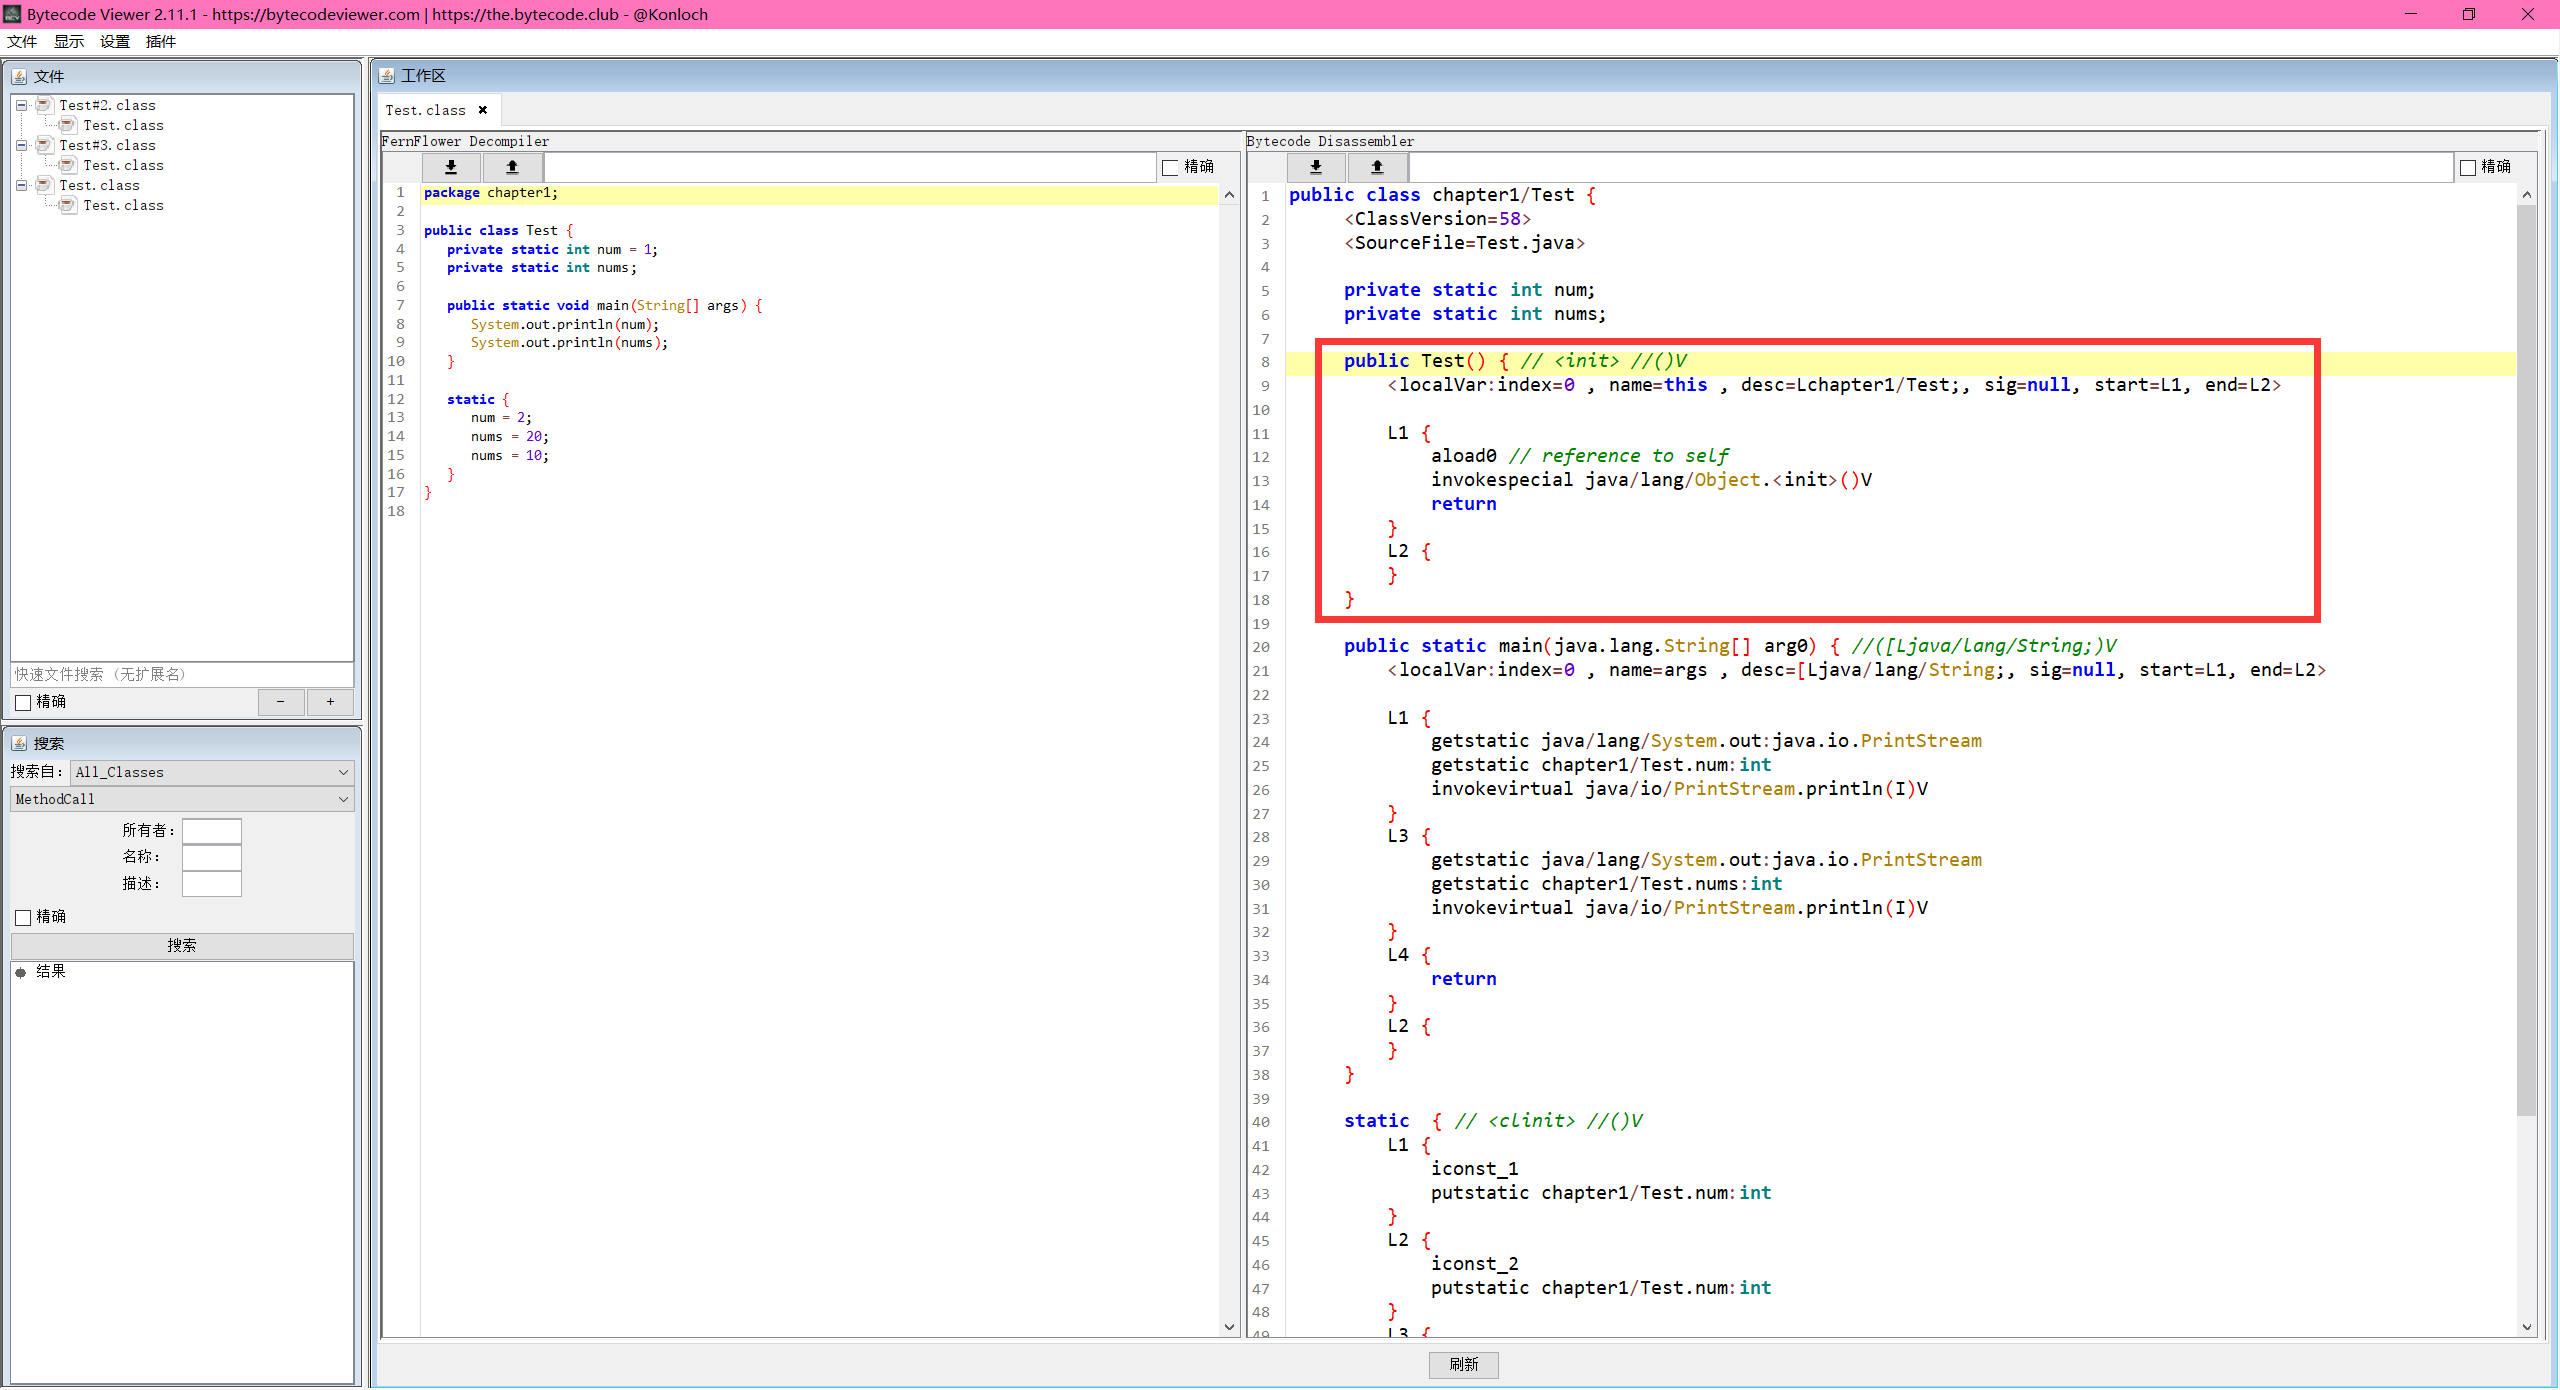 Bytecode Viewer 2.11.1 - https://bytecodeviewer.com | https://the.bytecode.club - @Konloch
文件 显示 设置 插件
文件
Test#2.class
Test.class
Test#3.class
Test.class
Test.class
Test.class
快速文件搜索 (无扩展名)
精确 - +
搜索
搜索自: All_Classes
MethodCall
所有者:
名称:
描述:
精确
搜索
结果
工作区
Test.class
FernFlower Decompiler
精确
1 package chapter1;
2
3 public class Test {
4 private static int num = 1;
5 private static int nums;
6
7 public static void main(String[] args) {
8 System.out.println(num);
9 System.out.println(nums);
10 }
11
12 static {
13 num = 2;
14 nums = 20;
15 nums = 10;
16 }
17 }
18
Bytecode Disassembler
精确
1 public class chapter1/Test {
2 <ClassVersion=58>
3 <SourceFile=Test.java>
4
5 private static int num;
6 private static int nums;
7
8 public Test() { // <init> //()V
9 <localVar:index=0 , name=this , desc=Lchapter1/Test;, sig=null, start=L1, end=L2>
10
11 L1 {
12 aload0 // reference to self
13 invokespecial java/lang/Object.<init>()V
14 return
15 }
16 L2 {
17 }
18 }
19
20 public static main(java.lang.String[] arg0) { //([Ljava/lang/String;)V
21 <localVar:index=0 , name=args , desc=[Ljava/lang/String;, sig=null, start=L1, end=L2>
22
23 L1 {
24 getstatic java/lang/System.out:java.io.PrintStream
25 getstatic chapter1/Test.num:int
26 invokevirtual java/io/PrintStream.println(I)V
27 }
28 L3 {
29 getstatic java/lang/System.out:java.io.PrintStream
30 getstatic chapter1/Test.nums:int
31 invokevirtual java/io/PrintStream.println(I)V
32 }
33 L4 {
34 return
35 }
36 L2 {
37 }
38 }
39
40 static { // <clinit> //()V
41 L1 {
42 iconst_1
43 putstatic chapter1/Test.num:int
44 }
45 L2 {
46 iconst_2
47 putstatic chapter1/Test.num:int
48 }
49 L3 {
刷新